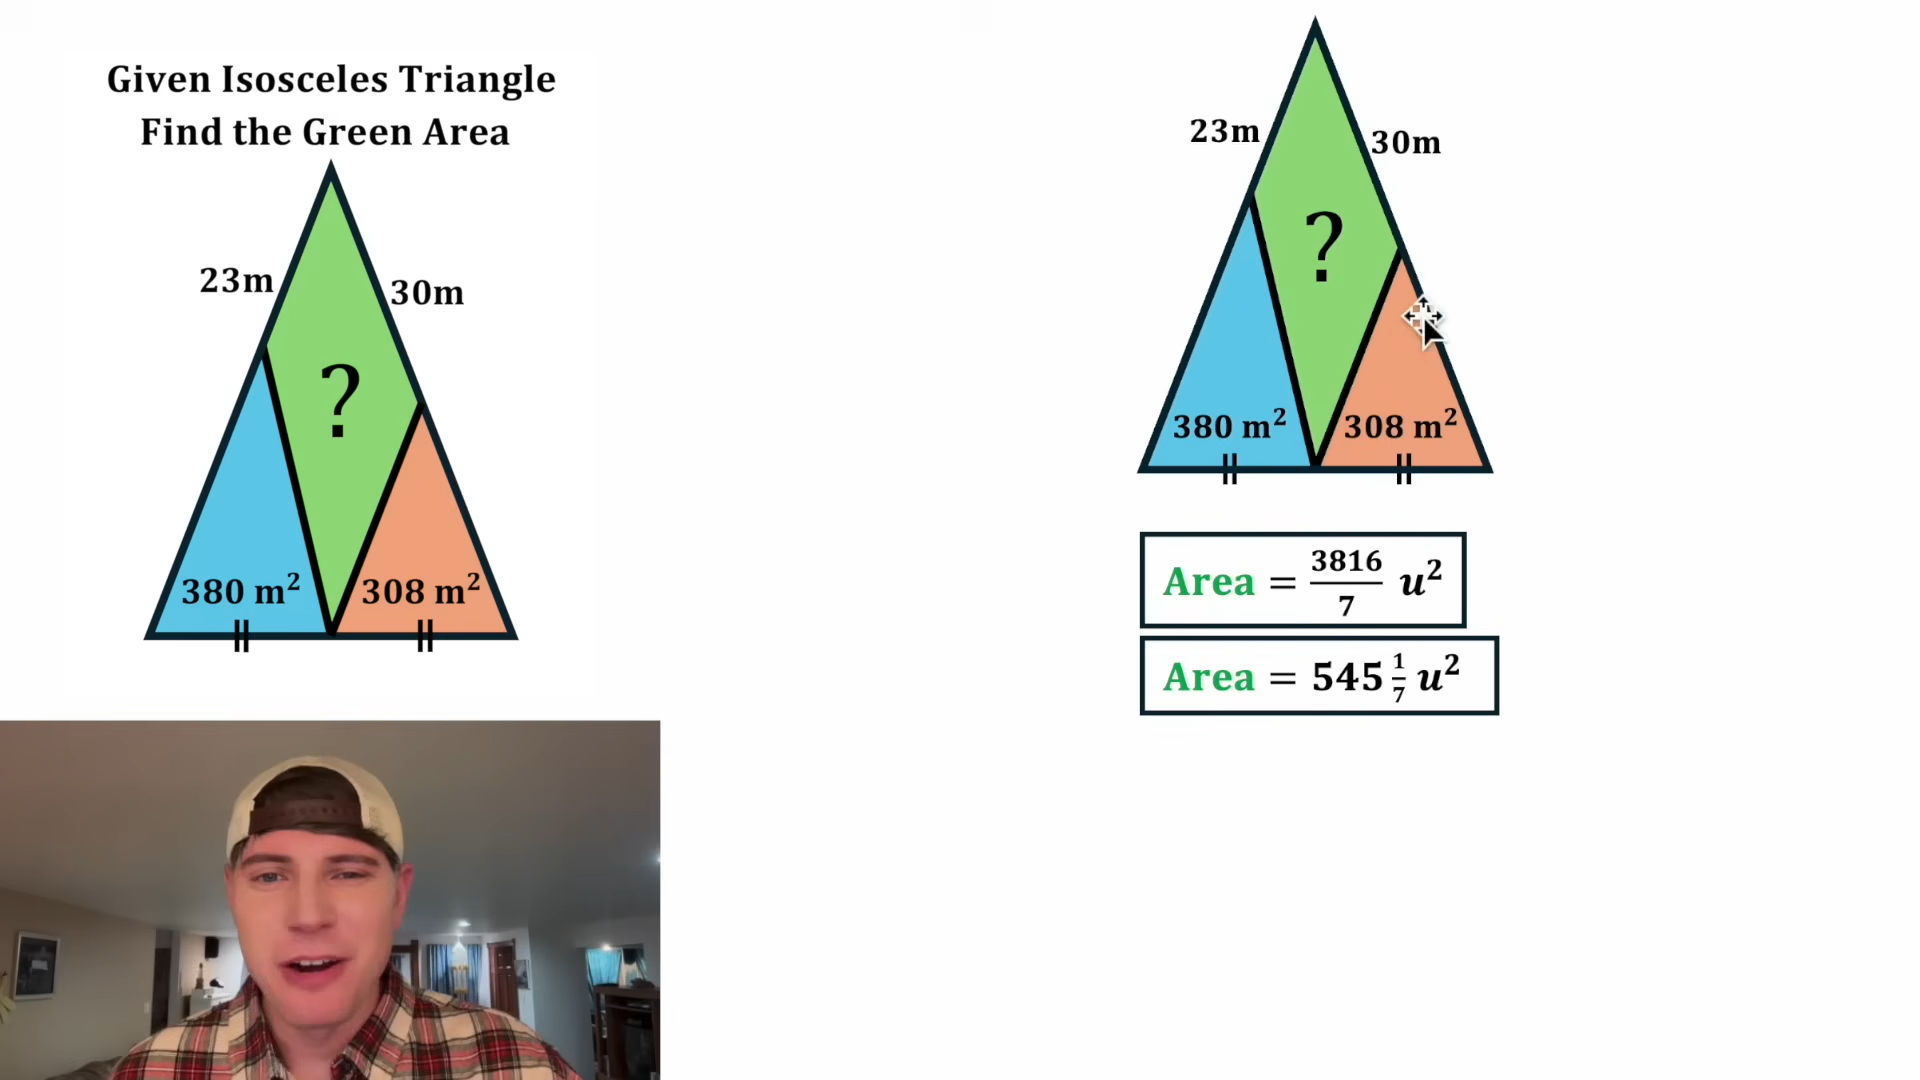 Given Isosceles Triangle
Find the Green Area
23m
30m
?
380 m²
308 m²
23m
30m
?
380 m²
308 m²
Area = 3816/7 u²
Area = 545 1/7 u²